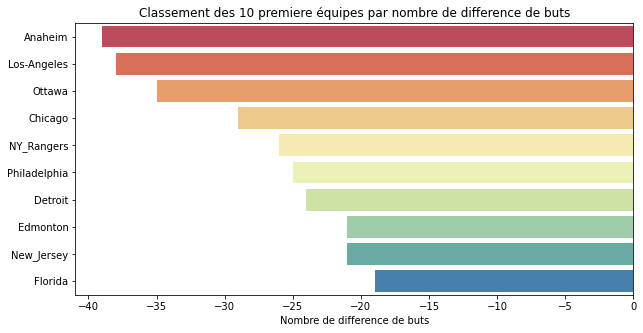 Classement des 10 premiere équipes par nombre de difference de buts
Anaheim
Los-Angeles
Ottawa
Chicago
NY_Rangers
Philadelphia
Detroit
Edmonton
New_Jersey
Florida
−40 −35 −30 −25 −20 −15 −10 −5 0
Nombre de difference de buts